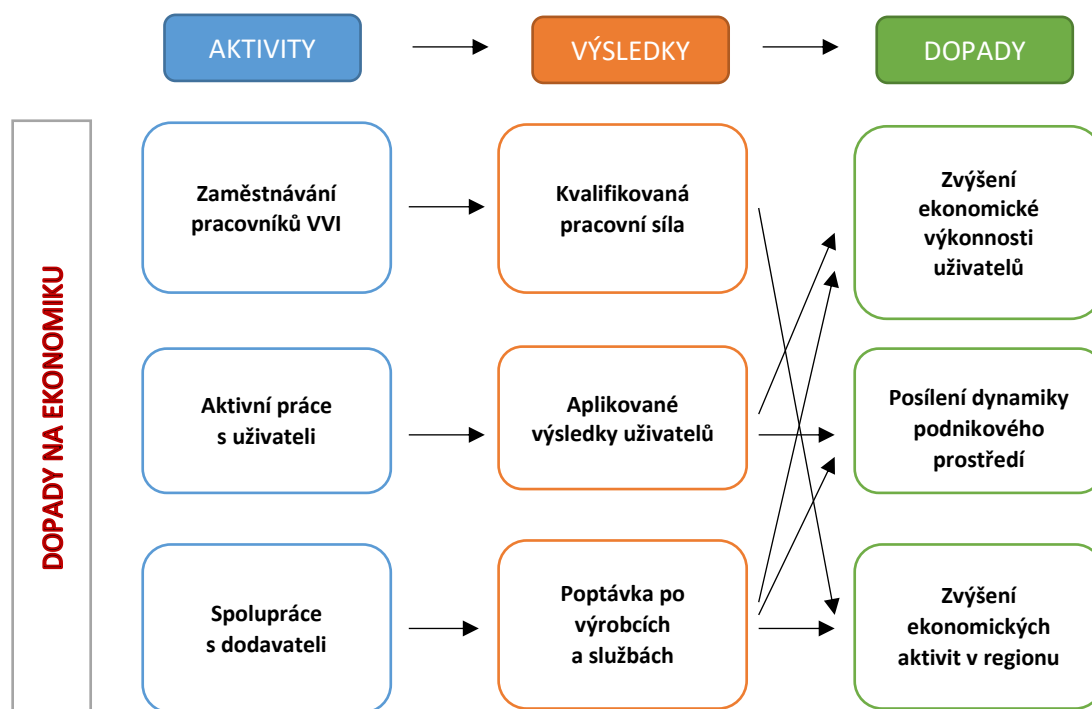 AKTIVITY
VÝSLEDKY
DOPADY
DOPADY NA EKONOMIKU
Zaměstnávání
pracovníků VVI
Kvalifikovaná
pracovní síla
Zvýšení
ekonomické
výkonnosti
uživatelů
Aktivní práce
s uživateli
Aplikované
výsledky uživatelů
Posílení dynamiky
podnikového
prostředí
Spolupráce
s dodavateli
Poptávka po
výrobcích
a službách
Zvýšení
ekonomických
aktivit v regionu